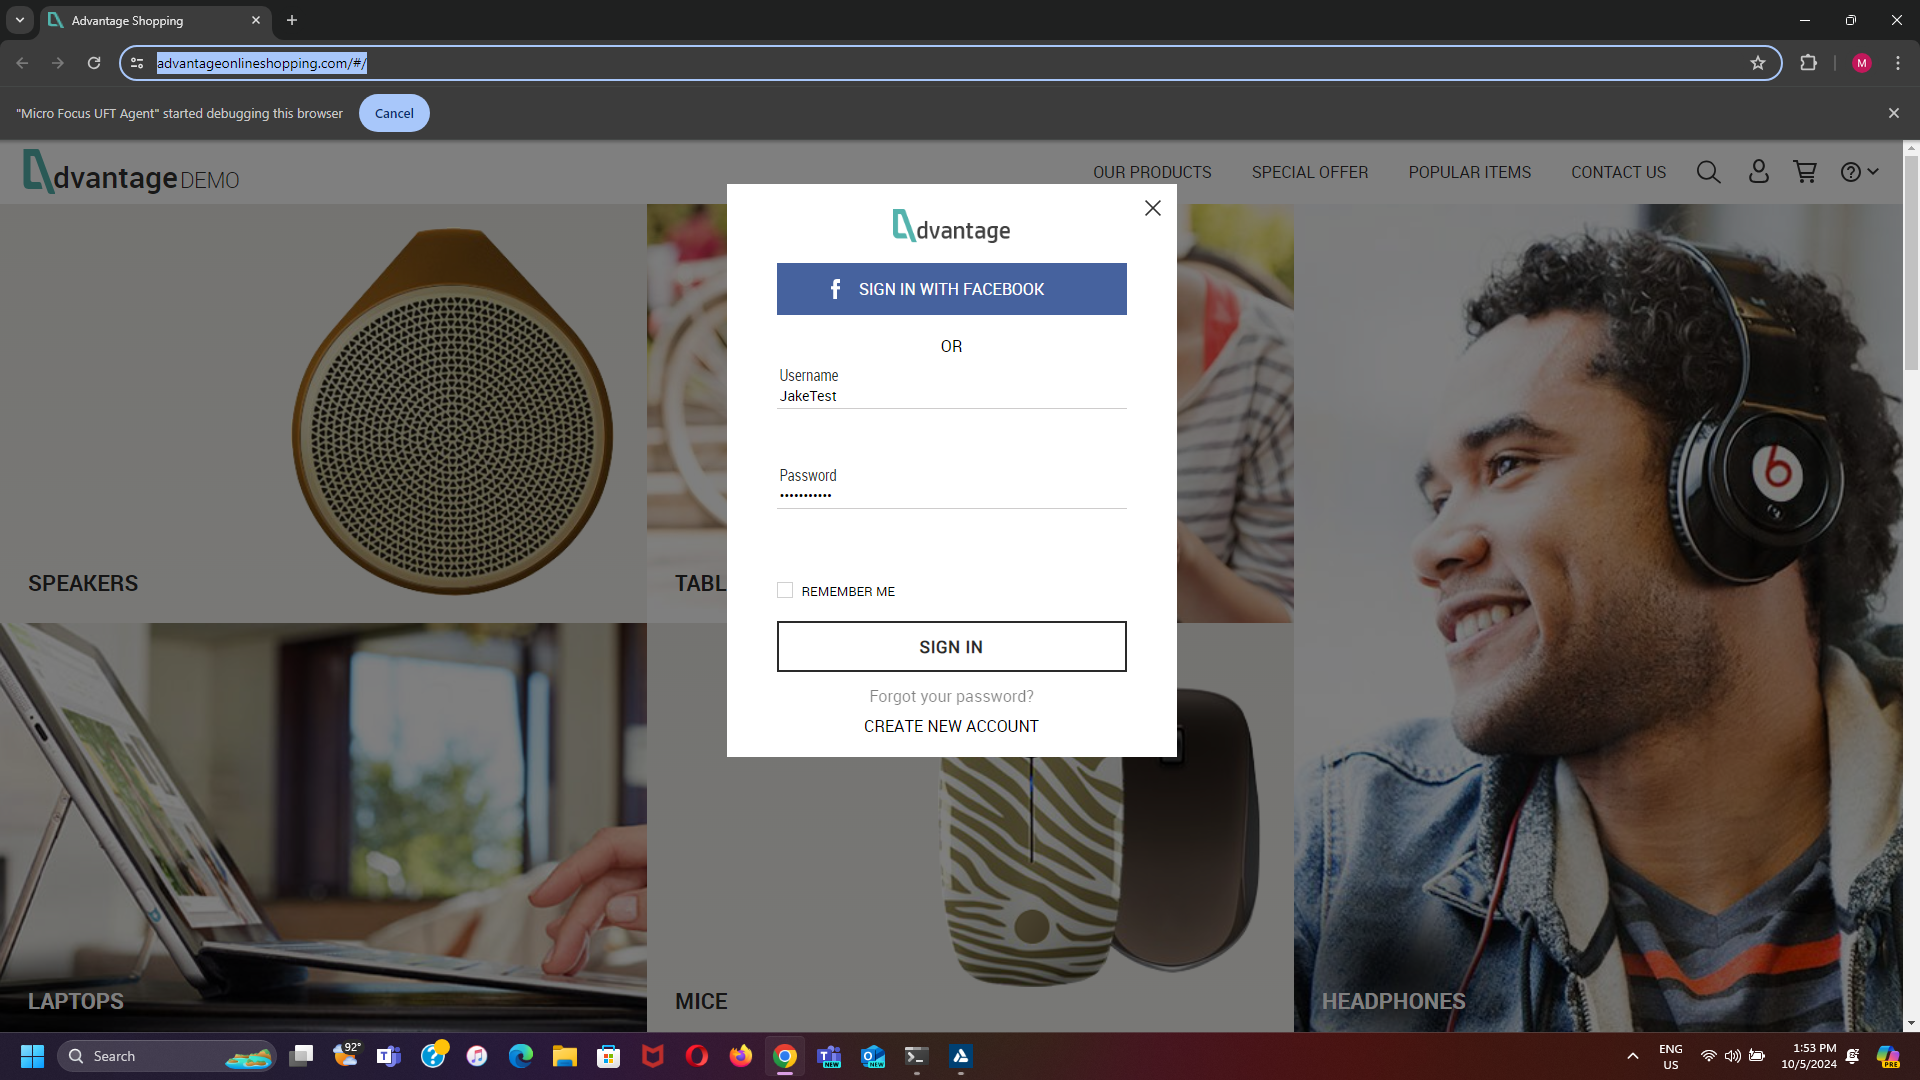 Advantage Shopping
advantageonlineshopping.com/#/
M
"Micro Focus UFT Agent" started debugging this browser
Cancel
dvantage DEMO
OUR PRODUCTS
SPECIAL OFFER
POPULAR ITEMS
CONTACT US
dvantage
f SIGN IN WITH FACEBOOK
OR
Username
JakeTest
Password
•••••••••••
REMEMBER ME
SIGN IN
Forgot your password?
CREATE NEW ACCOUNT
SPEAKERS
TABL
b
LAPTOPS
MICE
HEADPHONES
Search
92°
NEW
NEW
ENG
US
1:53 PM
10/5/2024
PRE